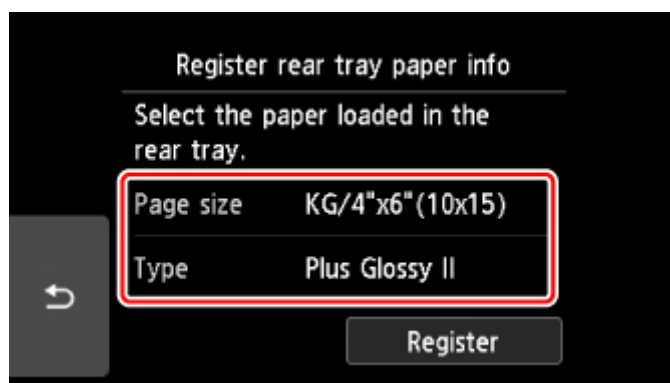 Register rear tray paper info
Select the paper loaded in the
rear tray.
Page size KG/4"x6"(10x15)
Type Plus Glossy II
Register